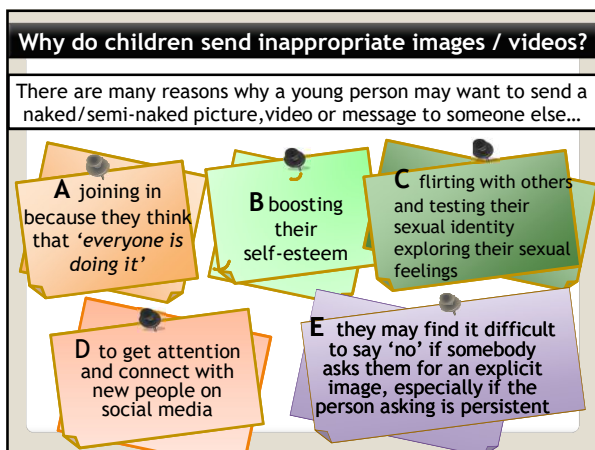 Why do children send inappropriate images / videos?
There are many reasons why a young person may want to send a
naked/semi-naked picture,video or message to someone else…
A joining in
because they think
that ‘everyone is
doing it’
B boosting
their
self-esteem
C flirting with others
and testing their
sexual identity
exploring their sexual
feelings
D to get attention
and connect with
new people on
social media
E they may find it difficult
to say ‘no’ if somebody
asks them for an explicit
image, especially if the
person asking is persistent